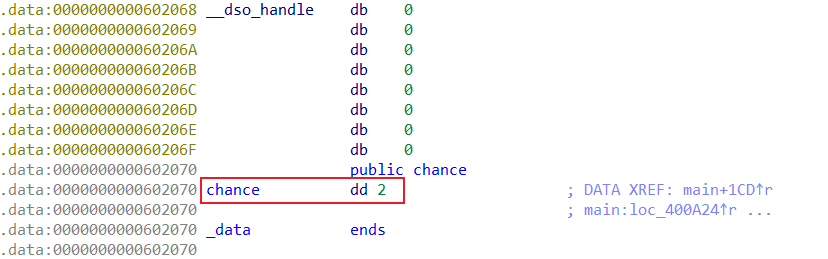 .data:0000000000602068 __dso_handle db 0
.data:0000000000602069 db 0
.data:000000000060206A db 0
.data:000000000060206B db 0
.data:000000000060206C db 0
.data:000000000060206D db 0
.data:000000000060206E db 0
.data:000000000060206F db 0
.data:0000000000602070 public chance
.data:0000000000602070 chance dd 2 ; DATA XREF: main+1CD↑r
.data:0000000000602070 ; main:loc_400A24↑r ...
.data:0000000000602070 _data ends
.data:0000000000602070